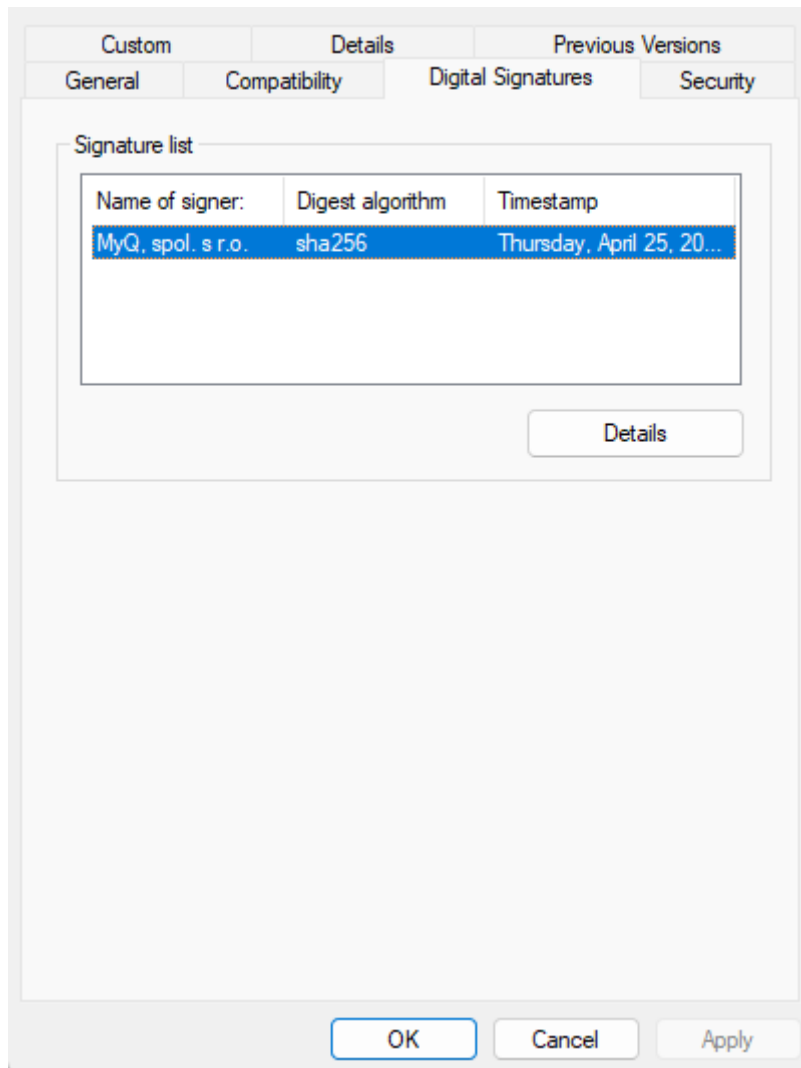 Custom Details Previous Versions
General Compatibility Digital Signatures Security
Signature list
Name of signer: Digest algorithm Timestamp
MyQ, spol. s r.o. sha256 Thursday, April 25, 20...
Details
OK Cancel Apply